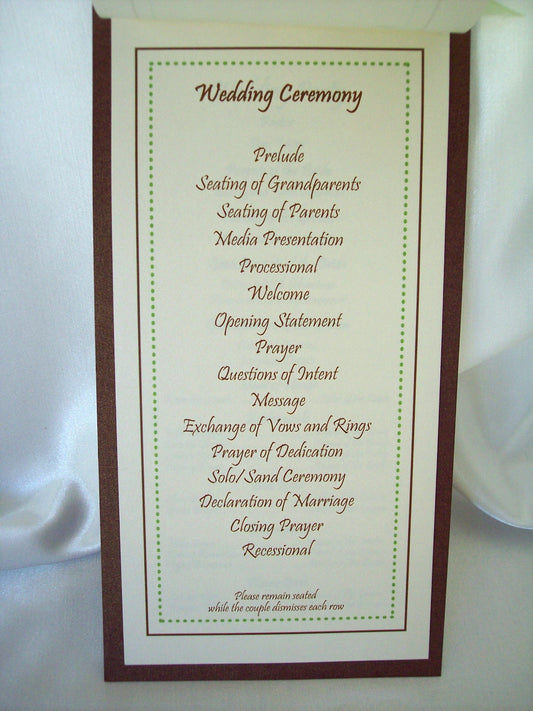 Wedding Ceremony
Prelude
Seating of Grandparents
Seating of Parents
Media Presentation
Processional
Welcome
Opening Statement
Prayer
Questions of Intent
Message
Exchange of Vows and Rings
Prayer of Dedication
Solo/Sand Ceremony
Declaration of Marriage
Closing Prayer
Recessional
Please remain seated
while the couple dismisses each row